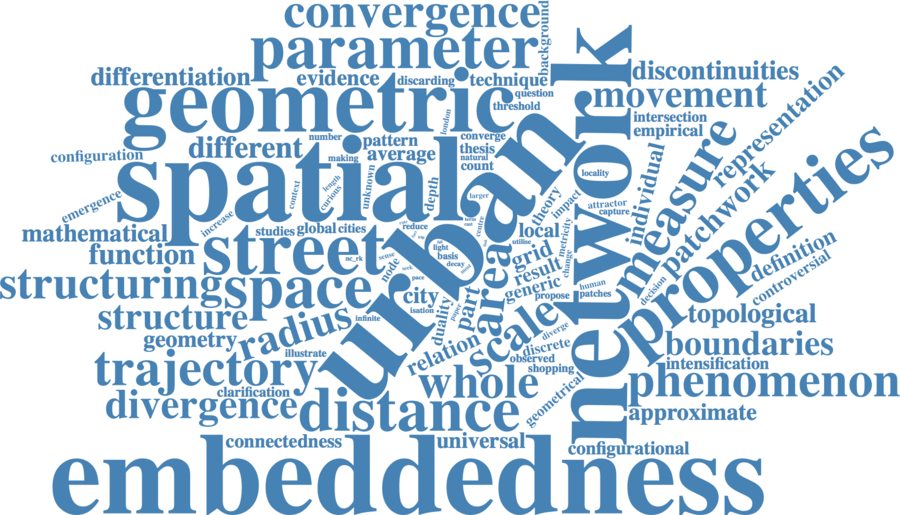 convergence
background
parameter
differentiation
evidence
discarding
technique
discontinuities
geometric
question
threshold
movement
representation
london
intersection
empirical
number
different
pattern
converge
making
average
thesis
natural
count
configuration
spatial
unknown
depth
larger
urban
network
locality
individual
measure
properties
emergence
context
length
curious
increase
theory
impact
attractor
capture
patchwork
mathematical
studies
global
cities
reduce
local
metricity
function
street
light
basis
decay
utilise
centre
grid
change
definition
controversial
nc_rk
sense
node
result
structuring
space
pace
city
area
generic
human
patches
decision
propose
structure
radius
infinite
isation
duality
paper
part
scale
topological
geometry
illustrate
relation
diverge
discrete
observed
shopping
boundaries
intensification
trajectory
clarification
whole
geometrical
phenomenon
divergence
distance
approximate
connectedness
universal
configurational
embeddedness